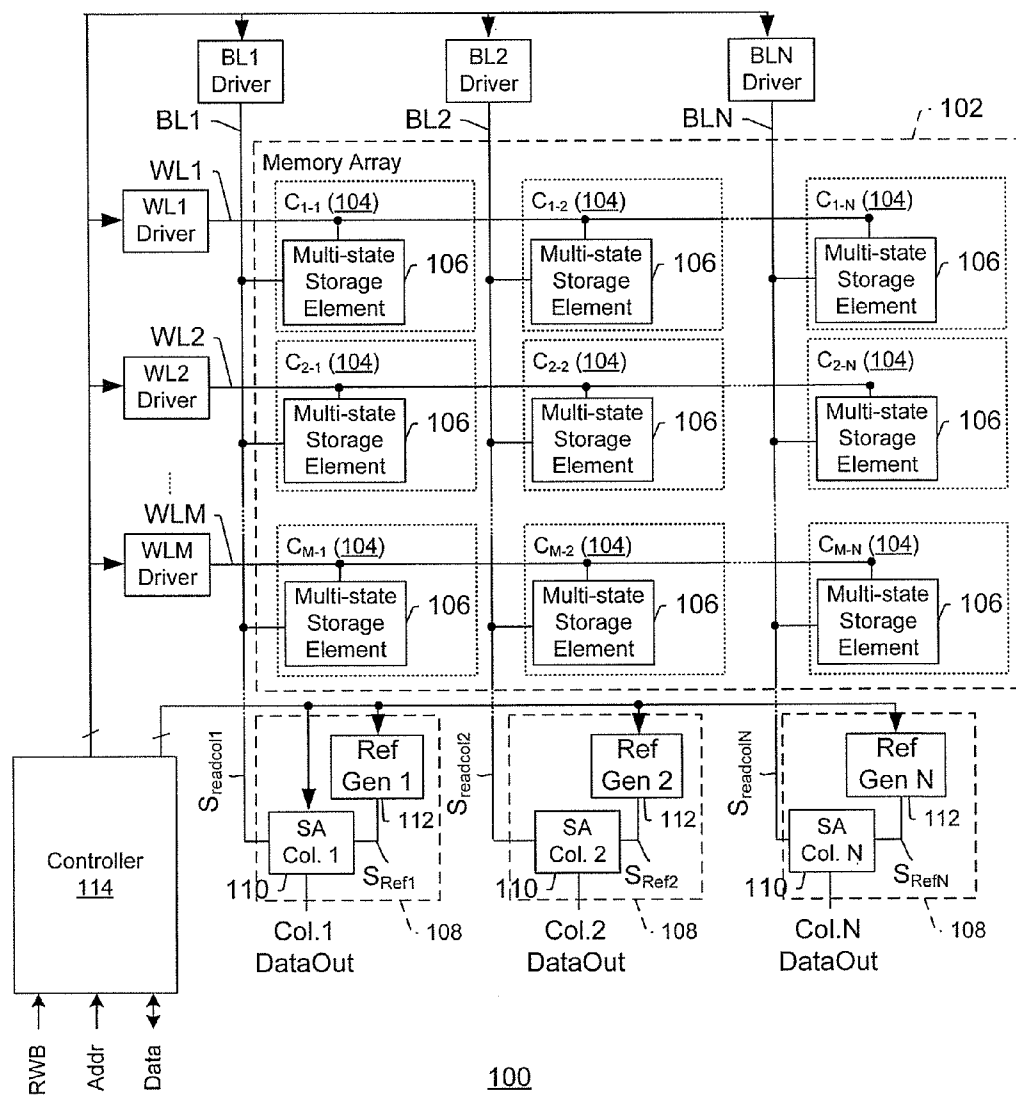 BL1
Driver
BL2
Driver
BLN
Driver
BL1
BL2
BLN
102
Memory Array
WL1
WL1
Driver
C1-1 (104)
C1-2 (104)
C1-N (104)
Multi-state
Storage
Element
106
Multi-state
Storage
Element
106
Multi-state
Storage
Element
106
WL2
WL2
Driver
C2-1 (104)
C2-2 (104)
C2-N (104)
Multi-state
Storage
Element
106
Multi-state
Storage
Element
106
Multi-state
Storage
Element
106
WLM
WLM
Driver
CM-1 (104)
CM-2 (104)
CM-N (104)
Multi-state
Storage
Element
106
Multi-state
Storage
Element
106
Multi-state
Storage
Element
106
Sreadcol1
Ref
Gen 1
112
SA
Col. 1
110
SRef1
108
Col.1
DataOut
Sreadcol2
Ref
Gen 2
112
SA
Col. 2
110
SRef2
108
Col.2
DataOut
SreadcolN
Ref
Gen N
112
SA
Col. N
110
SRefN
108
Col.N
DataOut
Controller
114
RWB
Addr
Data
100